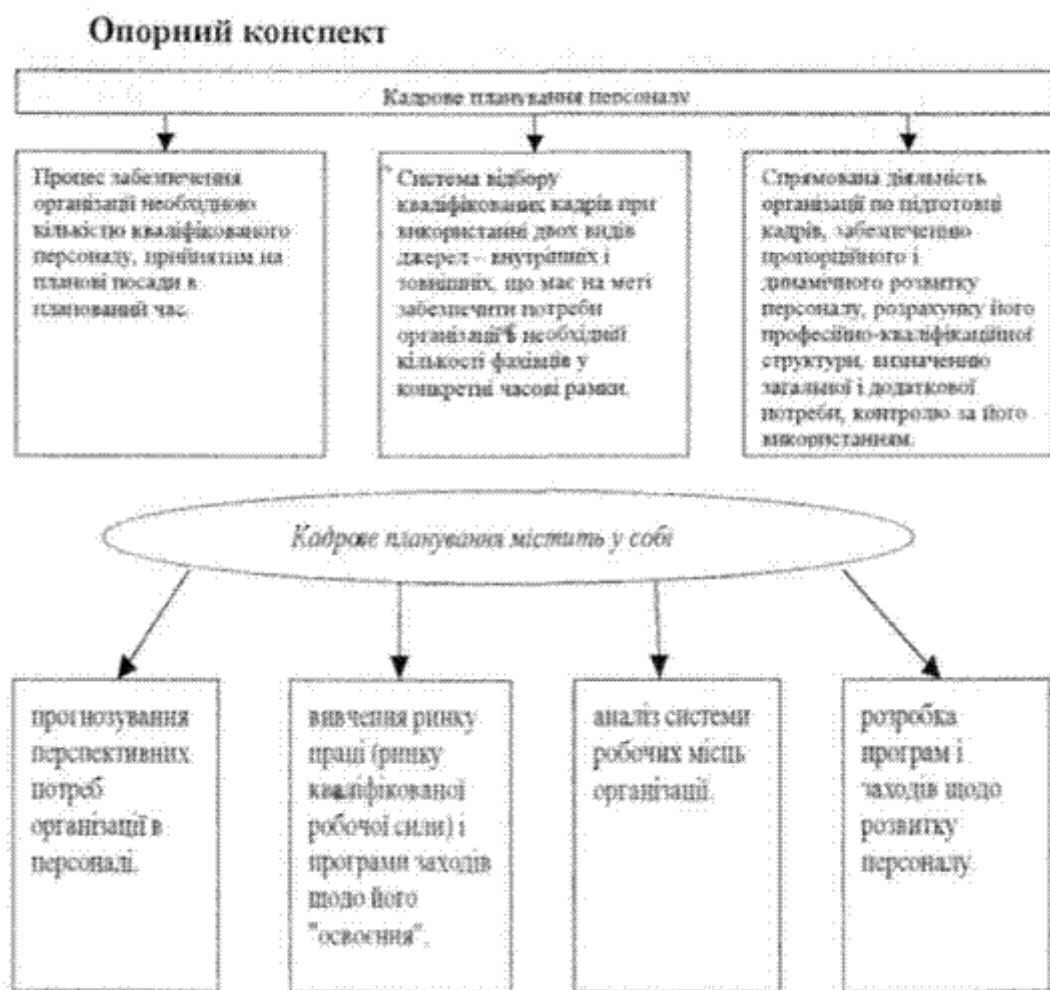 Опорний конспект
Кадрове планування персоналу
Процес забезпечення
організації необхідною
кількістю кваліфікованого
персоналу, прийнятим на
планові посади в
планований час.
Система відбору
кваліфікованих кадрів при
використанні двох видів
джерел – внутрішніх і
зовнішніх, що має на меті
забезпечити потреби
організації в необхідній
кількості фахівців у
конкретні часові рамки.
Спрямована діяльність
організації по підготовці
кадрів, забезпеченню
пропорційного і
динамічного розвитку
персоналу, розрахунку його
професійно-кваліфікаційної
структури, визначенню
загальної і додаткової
потреби, контролю за його
використанням.
Кадрове планування містить у собі
прогнозування
перспективних
потреб
організації в
персоналі.
вивчення ринку
праці (ринку
кваліфікованої
робочої сили) і
програми заходів
щодо його
"освоєння".
аналіз системи
робочих місць
організації.
розробка
програм і
заходів щодо
розвитку
персоналу.